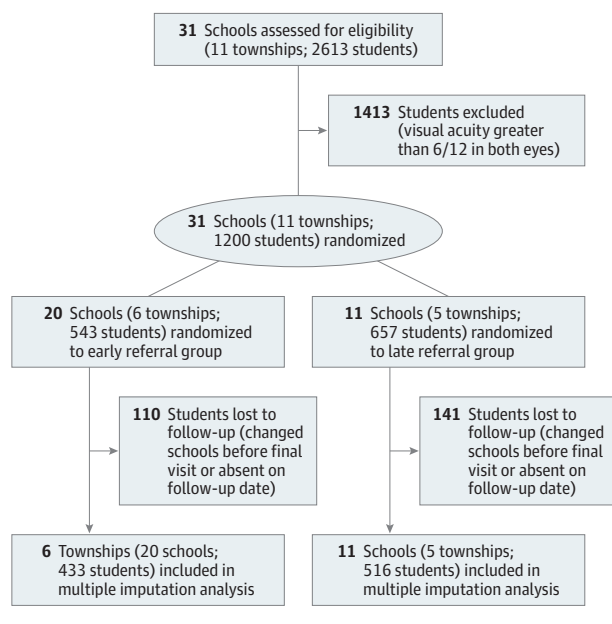 31 Schools assessed for eligibility
(11 townships; 2613 students)
1413 Students excluded
(visual acuity greater
than 6/12 in both eyes)
31 Schools (11 townships;
1200 students) randomized
20 Schools (6 townships;
543 students) randomized
to early referral group
11 Schools (5 townships;
657 students) randomized
to late referral group
110 Students lost to
follow-up (changed
schools before final
visit or absent on
follow-up date)
141 Students lost to
follow-up (changed
schools before final
visit or absent on
follow-up date)
6 Townships (20 schools;
433 students) included in
multiple imputation analysis
11 Schools (5 townships;
516 students) included in
multiple imputation analysis